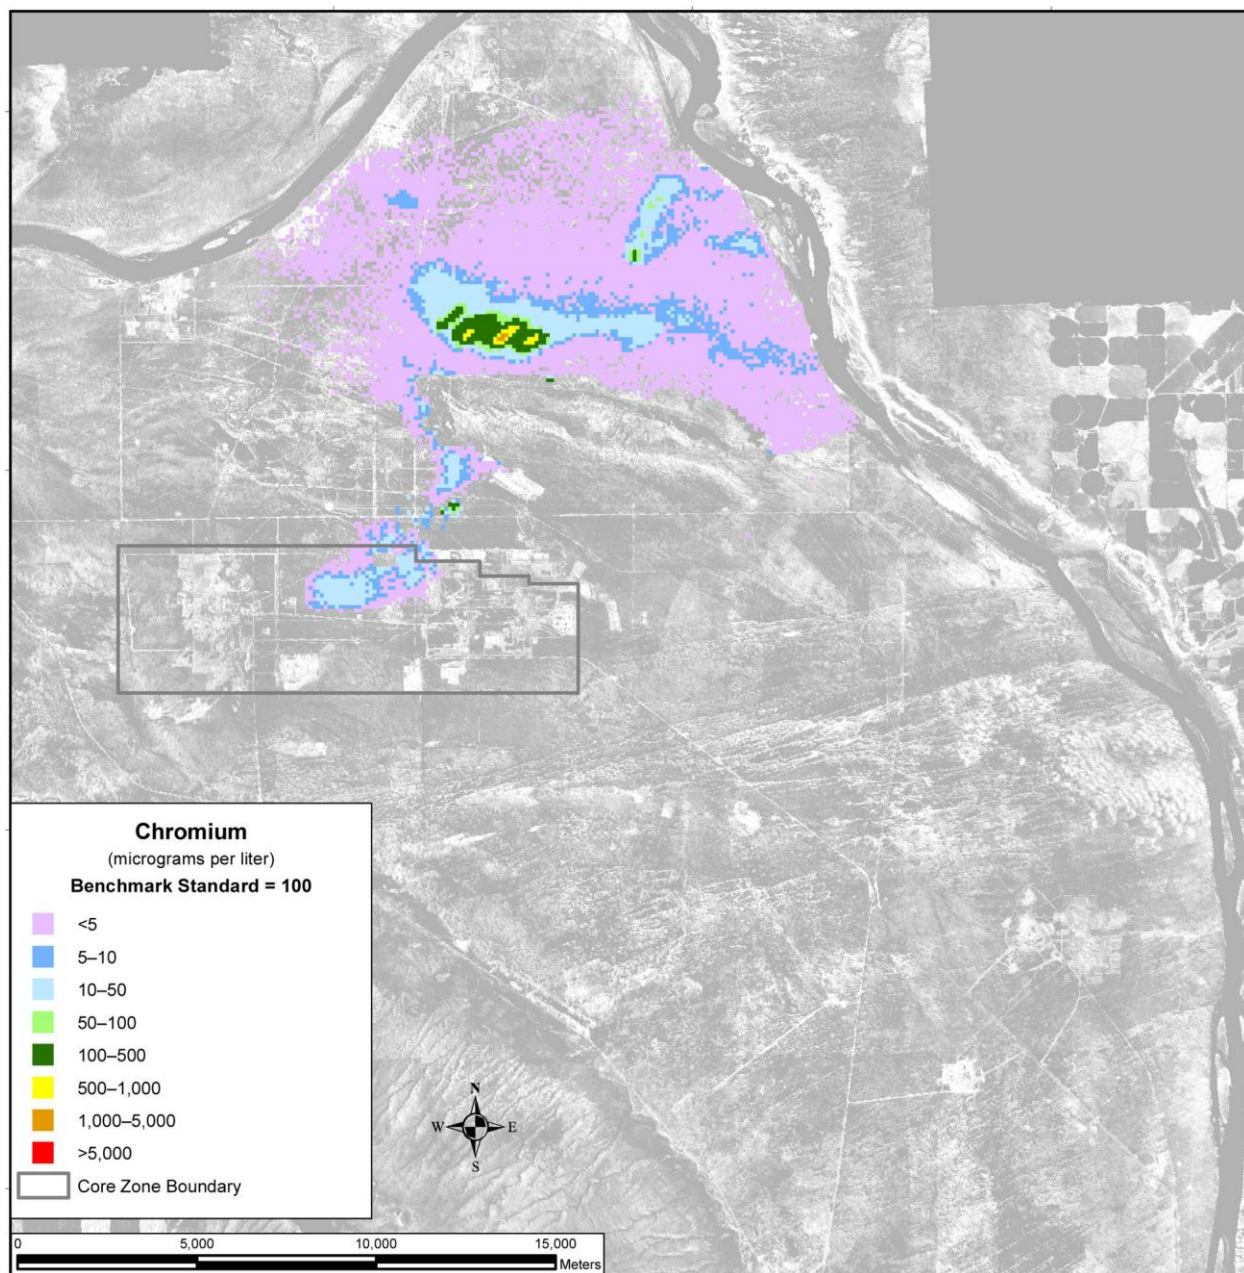 Chromium
(micrograms per liter)
Benchmark Standard = 100
<5
5–10
10–50
50–100
100–500
500–1,000
1,000–5,000
>5,000
Core Zone Boundary
N
W E
S
0 5,000 10,000 15,000
Meters